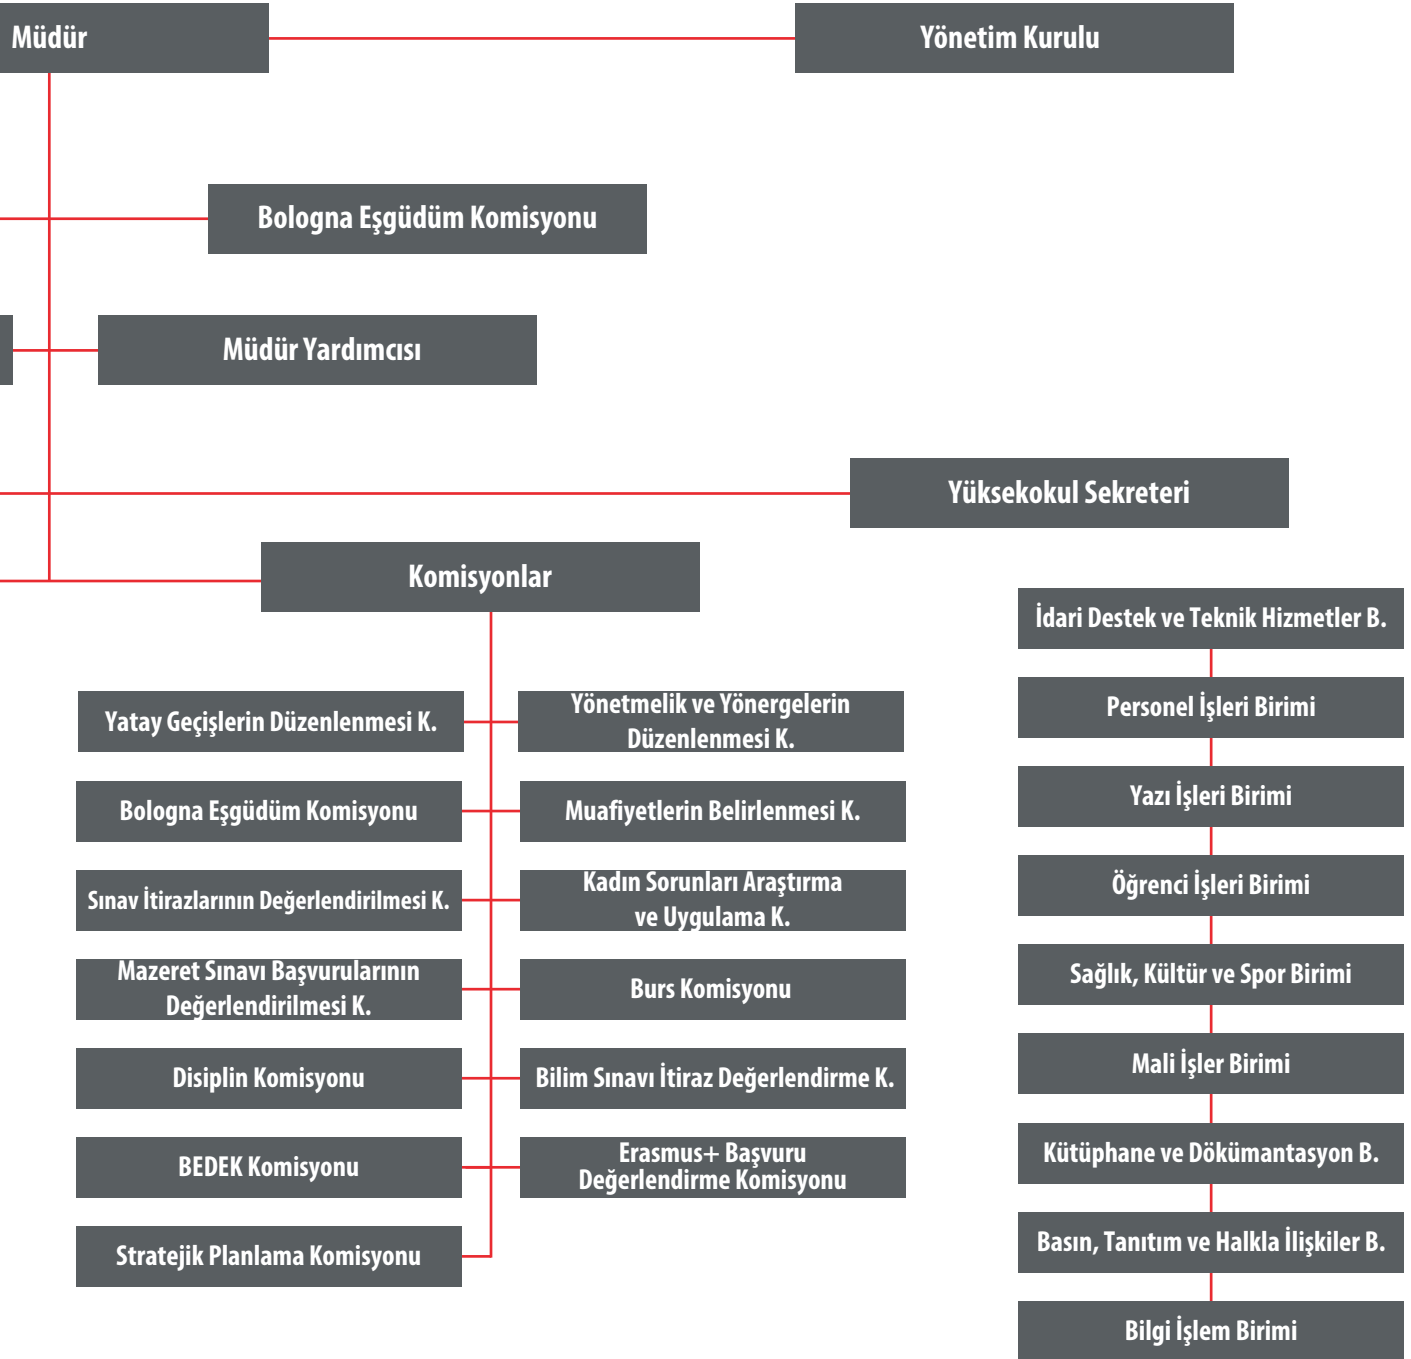 Müdür
Yönetim Kurulu
Bologna Eşgüdüm Komisyonu
Müdür Yardımcısı
Yüksekokul Sekreteri
Komisyonlar
Yatay Geçişlerin Düzenlenmesi K.
Yönetmelik ve Yönergelerin
Düzenlenmesi K.
Bologna Eşgüdüm Komisyonu
Muafiyetlerin Belirlenmesi K.
Sınav İtirazlarının Değerlendirilmesi K.
Kadın Sorunları Araştırma
ve Uygulama K.
Mazeret Sınavı Başvurularının
Değerlendirilmesi K.
Burs Komisyonu
Disiplin Komisyonu
Bilim Sınavı İtiraz Değerlendirme K.
BEDEK Komisyonu
Erasmus+ Başvuru
Değerlendirme Komisyonu
Stratejik Planlama Komisyonu
İdari Destek ve Teknik Hizmetler B.
Personel İşleri Birimi
Yazı İşleri Birimi
Öğrenci İşleri Birimi
Sağlık, Kültür ve Spor Birimi
Mali İşler Birimi
Kütüphane ve Dökümantasyon B.
Basın, Tanıtım ve Halkla İlişkiler B.
Bilgi İşlem Birimi